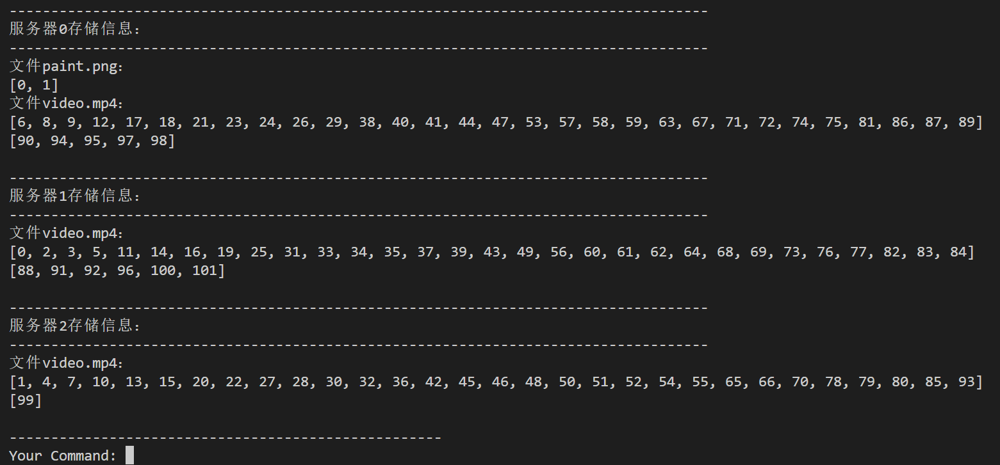 ------------------------------------------------------------------------------------
服务器0存储信息：
------------------------------------------------------------------------------------
文件paint.png：
[0, 1]
文件video.mp4：
[6, 8, 9, 12, 17, 18, 21, 23, 24, 26, 29, 38, 40, 41, 44, 47, 53, 57, 58, 59, 63, 67, 71, 72, 74, 75, 81, 86, 87, 89]
[90, 94, 95, 97, 98]
------------------------------------------------------------------------------------
服务器1存储信息：
------------------------------------------------------------------------------------
文件video.mp4：
[0, 2, 3, 5, 11, 14, 16, 19, 25, 31, 33, 34, 35, 37, 39, 43, 49, 56, 60, 61, 62, 64, 68, 69, 73, 76, 77, 82, 83, 84]
[88, 91, 92, 96, 100, 101]
------------------------------------------------------------------------------------
服务器2存储信息：
------------------------------------------------------------------------------------
文件video.mp4：
[1, 4, 7, 10, 13, 15, 20, 22, 27, 28, 30, 32, 36, 42, 45, 46, 48, 50, 51, 52, 54, 55, 65, 66, 70, 78, 79, 80, 85, 93]
[99]
----------------------------------------------------
Your Command: